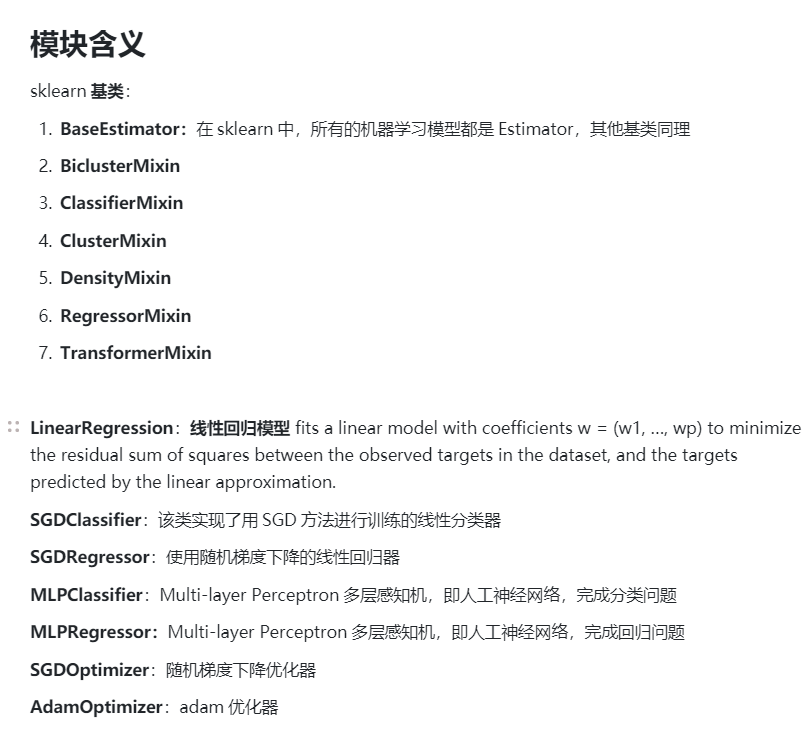 模块含义
sklearn 基类：
1. BaseEstimator：在 sklearn 中，所有的机器学习模型都是 Estimator，其他基类同理
2. BiclusterMixin
3. ClassifierMixin
4. ClusterMixin
5. DensityMixin
6. RegressorMixin
7. TransformerMixin
LinearRegression：线性回归模型 fits a linear model with coefficients w = (w1, …, wp) to minimize
the residual sum of squares between the observed targets in the dataset, and the targets
predicted by the linear approximation.
SGDClassifier：该类实现了用 SGD 方法进行训练的线性分类器
SGDRegressor：使用随机梯度下降的线性回归器
MLPClassifier：Multi-layer Perceptron 多层感知机，即人工神经网络，完成分类问题
MLPRegressor：Multi-layer Perceptron 多层感知机，即人工神经网络，完成回归问题
SGDOptimizer：随机梯度下降优化器
AdamOptimizer：adam 优化器